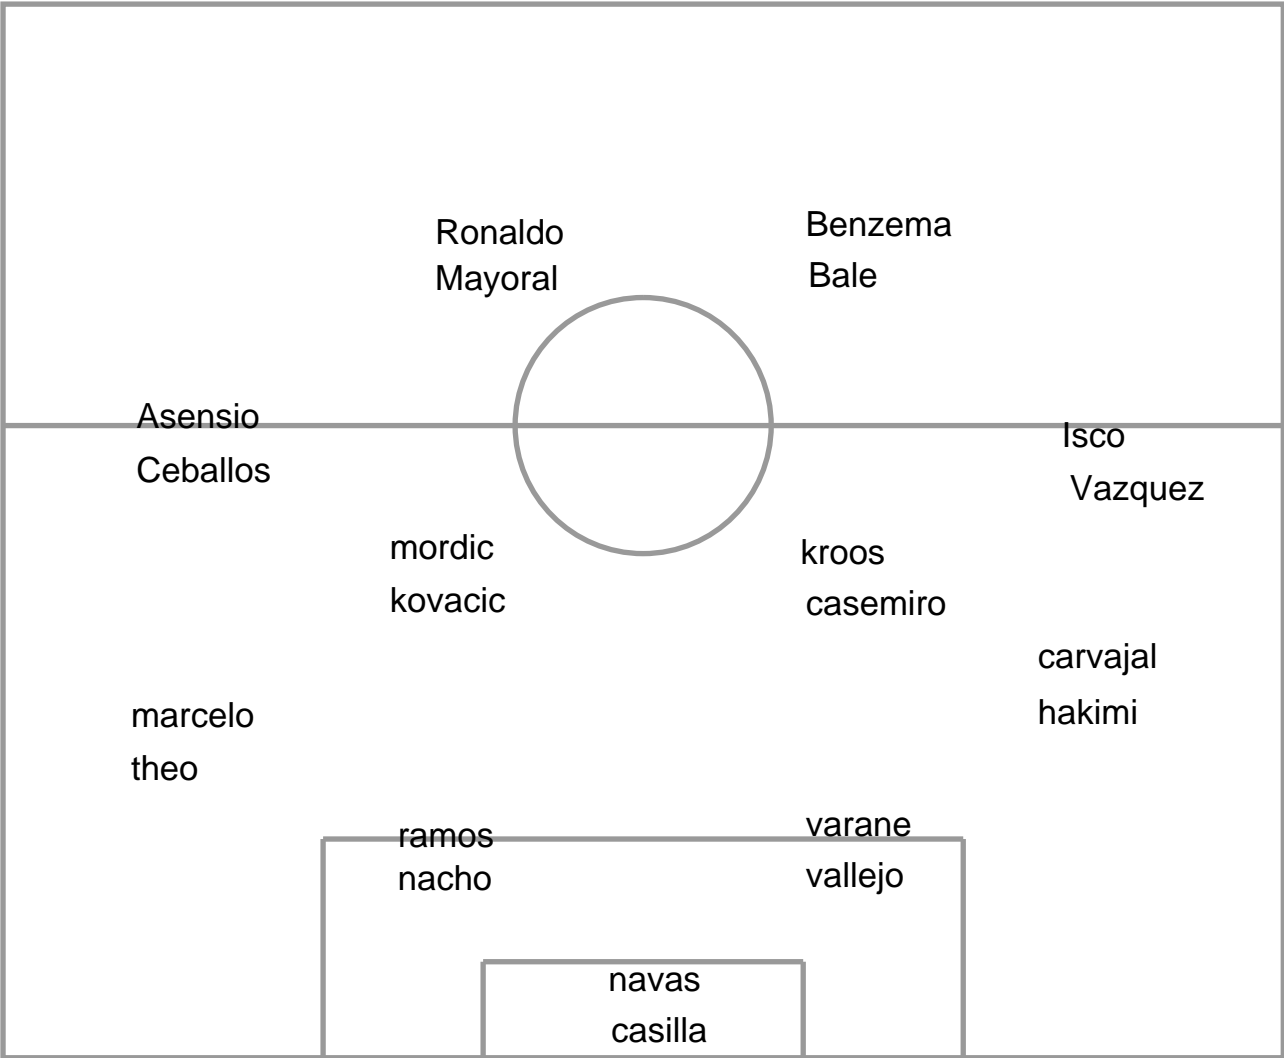 Ronaldo
Mayoral
Benzema
Bale
Asensio
Ceballos
Isco
Vazquez
mordic
kovacic
kroos
casemiro
carvajal
hakimi
marcelo
theo
ramos
nacho
varane
vallejo
navas
casilla